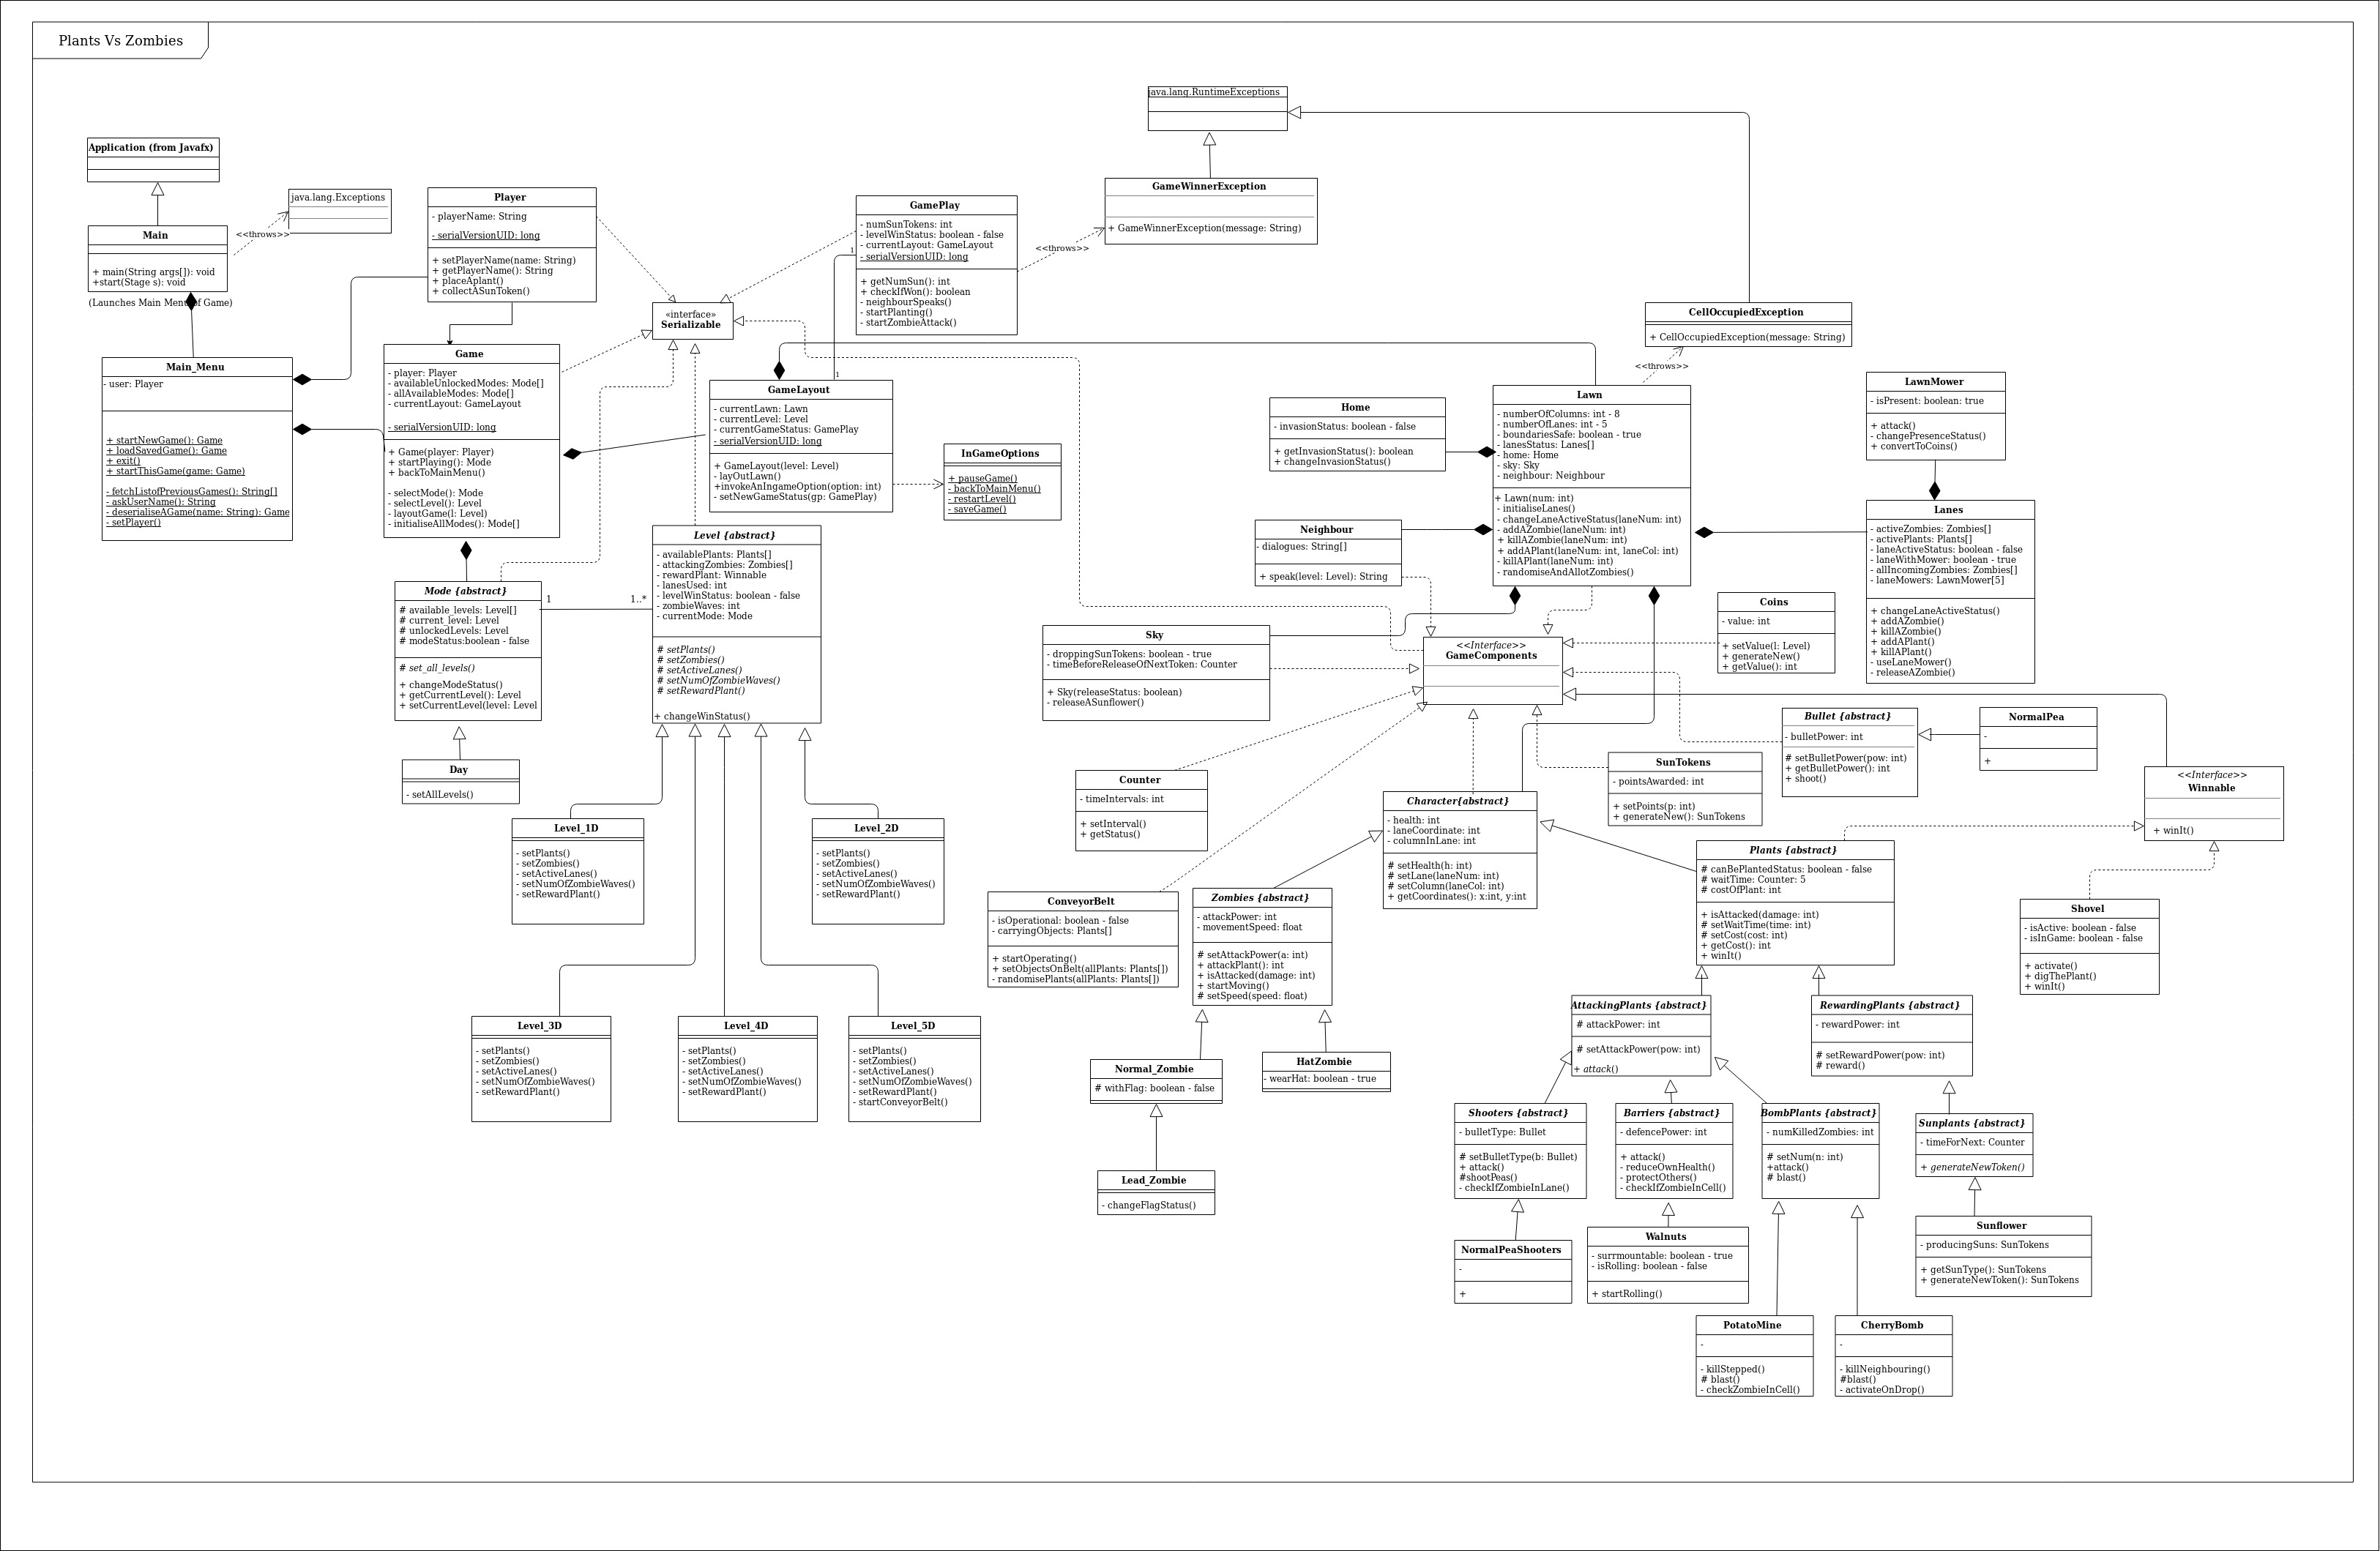 Plants Vs Zombies
java.lang.RuntimeExceptions
Application (from Javafx)
java.lang.Exceptions
<<throws>>
Main
+ main(String args[]): void
+start(Stage s): void
(Launches Main Menu of Game)
Player
- playerName: String
- serialVersionUID: long
+ setPlayerName(name: String)
+ getPlayerName(): String
+ placeAplant()
+ collectASunToken()
GamePlay
- numSunTokens: int
- levelWinStatus: boolean - false
- currentLayout: GameLayout
- serialVersionUID: long
+ getNumSun(): int
+ checkIfWon(): boolean
- neighbourSpeaks()
- startPlanting()
- startZombieAttack()
1
1
<<throws>>
GameWinnerException
+ GameWinnerException(message: String)
«interface»
Serializable
CellOccupiedException
+ CellOccupiedException(message: String)
<<throws>>
Main_Menu
- user: Player
+ startNewGame(): Game
+ loadSavedGame(): Game
+ exit()
+ startThisGame(game: Game)
- fetchListofPreviousGames(): String[]
- askUserName(): String
- deserialiseAGame(name: String): Game
- setPlayer()
Game
- player: Player
- availableUnlockedModes: Mode[]
- allAvailableModes: Mode[]
- currentLayout: GameLayout
- serialVersionUID: long
+ Game(player: Player)
+ startPlaying(): Mode
+ backToMainMenu()
- selectMode(): Mode
- selectLevel(): Level
- layoutGame(l: Level)
- initialiseAllModes(): Mode[]
GameLayout
- currentLawn: Lawn
- currentLevel: Level
- currentGameStatus: GamePlay
- serialVersionUID: long
+ GameLayout(level: Level)
- layOutLawn()
+invokeAnIngameOption(option: int)
- setNewGameStatus(gp: GamePlay)
InGameOptions
+ pauseGame()
- backToMainMenu()
- restartLevel()
- saveGame()
Home
- invasionStatus: boolean - false
+ getInvasionStatus(): boolean
+ changeInvasionStatus()
Lawn
- numberOfColumns: int - 8
- numberOfLanes: int - 5
- boundariesSafe: boolean - true
- lanesStatus: Lanes[]
- home: Home
- sky: Sky
- neighbour: Neighbour
+ Lawn(num: int)
- initialiseLanes()
- changeLaneActiveStatus(laneNum: int)
- addAZombie(laneNum: int)
+ killAZombie(laneNum: int)
+ addAPlant(laneNum: int, laneCol: int)
- killAPlant(laneNum: int)
- randomiseAndAllotZombies()
LawnMower
- isPresent: boolean: true
+ attack()
- changePresenceStatus()
+ convertToCoins()
Neighbour
- dialogues: String[]
+ speak(level: Level): String
Lanes
- activeZombies: Zombies[]
- activePlants: Plants[]
- laneActiveStatus: boolean - false
- laneWithMower: boolean - true
- allIncomingZombies: Zombies[]
- laneMowers: LawnMower[5]
+ changeLaneActiveStatus()
+ addAZombie()
+ killAZombie()
+ addAPlant()
+ killAPlant()
- useLaneMower()
- releaseAZombie()
Mode {abstract}
# available_levels: Level[]
# current_level: Level
# unlockedLevels: Level
# modeStatus:boolean - false
# set_all_levels()
+ changeModeStatus()
+ getCurrentLevel(): Level
+ setCurrentLevel(level: Level
1
1..*
Level {abstract}
- availablePlants: Plants[]
- attackingZombies: Zombies[]
- rewardPlant: Winnable
- lanesUsed: int
- levelWinStatus: boolean - false
- zombieWaves: int
- currentMode: Mode
# setPlants()
# setZombies()
# setActiveLanes()
# setNumOfZombieWaves()
# setRewardPlant()
+ changeWinStatus()
Sky
- droppingSunTokens: boolean - true
- timeBeforeReleaseOfNextToken: Counter
+ Sky(releaseStatus: boolean)
- releaseASunflower()
<<Interface>>
GameComponents
Coins
- value: int
+ setValue(l: Level)
+ generateNew()
+ getValue(): int
Bullet {abstract}
- bulletPower: int
# setBulletPower(pow: int)
+ getBulletPower(): int
+ shoot()
NormalPea
-
+
Day
- setAllLevels()
Counter
- timeIntervals: int
+ setInterval()
+ getStatus()
SunTokens
- pointsAwarded: int
+ setPoints(p: int)
+ generateNew(): SunTokens
<<Interface>>
Winnable
+ winIt()
Level_1D
- setPlants()
- setZombies()
- setActiveLanes()
- setNumOfZombieWaves()
- setRewardPlant()
Level_2D
- setPlants()
- setZombies()
- setActiveLanes()
- setNumOfZombieWaves()
- setRewardPlant()
Character{abstract}
- health: int
- laneCoordinate: int
- columnInLane: int
# setHealth(h: int)
# setLane(laneNum: int)
# setColumn(laneCol: int)
+ getCoordinates(): x:int, y:int
Plants {abstract}
# canBePlantedStatus: boolean - false
# waitTime: Counter: 5
# costOfPlant: int
+ isAttacked(damage: int)
# setWaitTime(time: int)
# setCost(cost: int)
+ getCost(): int
+ winIt()
ConveyorBelt
- isOperational: boolean - false
- carryingObjects: Plants[]
+ startOperating()
+ setObjectsOnBelt(allPlants: Plants[])
- randomisePlants(allPlants: Plants[])
Zombies {abstract}
- attackPower: int
- movementSpeed: float
# setAttackPower(a: int)
+ attackPlant(): int
+ isAttacked(damage: int)
+ startMoving()
# setSpeed(speed: float)
Shovel
- isActive: boolean - false
- isInGame: boolean - false
+ activate()
+ digThePlant()
+ winIt()
Level_3D
- setPlants()
- setZombies()
- setActiveLanes()
- setNumOfZombieWaves()
- setRewardPlant()
Level_4D
- setPlants()
- setZombies()
- setActiveLanes()
- setNumOfZombieWaves()
- setRewardPlant()
Level_5D
- setPlants()
- setZombies()
- setActiveLanes()
- setNumOfZombieWaves()
- setRewardPlant()
- startConveyorBelt()
AttackingPlants {abstract}
# attackPower: int
# setAttackPower(pow: int)
+ attack()
RewardingPlants {abstract}
- rewardPower: int
# setRewardPower(pow: int)
# reward()
Normal_Zombie
# withFlag: boolean - false
HatZombie
- wearHat: boolean - true
Shooters {abstract}
- bulletType: Bullet
# setBulletType(b: Bullet)
+ attack()
#shootPeas()
- checkIfZombieInLane()
Barriers {abstract}
- defencePower: int
+ attack()
- reduceOwnHealth()
- protectOthers()
- checkIfZombieInCell()
BombPlants {abstract}
- numKilledZombies: int
# setNum(n: int)
+attack()
# blast()
Sunplants {abstract}
- timeForNext: Counter
+ generateNewToken()
Lead_Zombie
- changeFlagStatus()
NormalPeaShooters
-
+
Walnuts
- surrmountable: boolean - true
- isRolling: boolean - false
+ startRolling()
Sunflower
- producingSuns: SunTokens
+ getSunType(): SunTokens
+ generateNewToken(): SunTokens
PotatoMine
-
- killStepped()
# blast()
- checkZombieInCell()
CherryBomb
-
- killNeighbouring()
#blast()
- activateOnDrop()